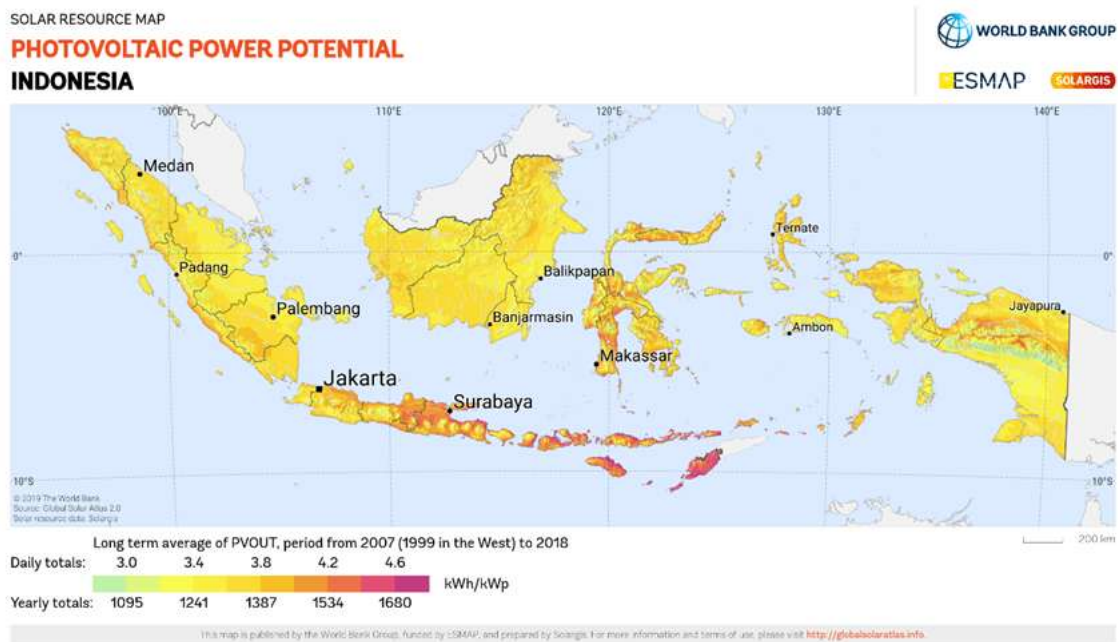 SOLAR RESOURCE MAP
PHOTOVOLTAIC POWER POTENTIAL
INDONESIA
WORLD BANK GROUP
ESMAP
SOLARGIS
100°E 110°E 120°E 130°E 140°E
Medan
Ternate
0° 0°
Padang
Balikpapan
Palembang
Banjarmasin
Jayapura
Ambon
Makassar
Jakarta
Surabaya
10°S 10°S
© 2019 The World Bank
Source: Global Solar Atlas 2.0
Solar resource data: Solargis
200 km
Long term average of PVOUT, period from 2007 (1999 in the West) to 2018
Daily totals: 3.0 3.4 3.8 4.2 4.6
kWh/kWp
Yearly totals: 1095 1241 1387 1534 1680
This map is published by the World Bank Group, funded by ESMAP, and prepared by Solargis. For more information and terms of use, please visit http://globalsolaratlas.info.